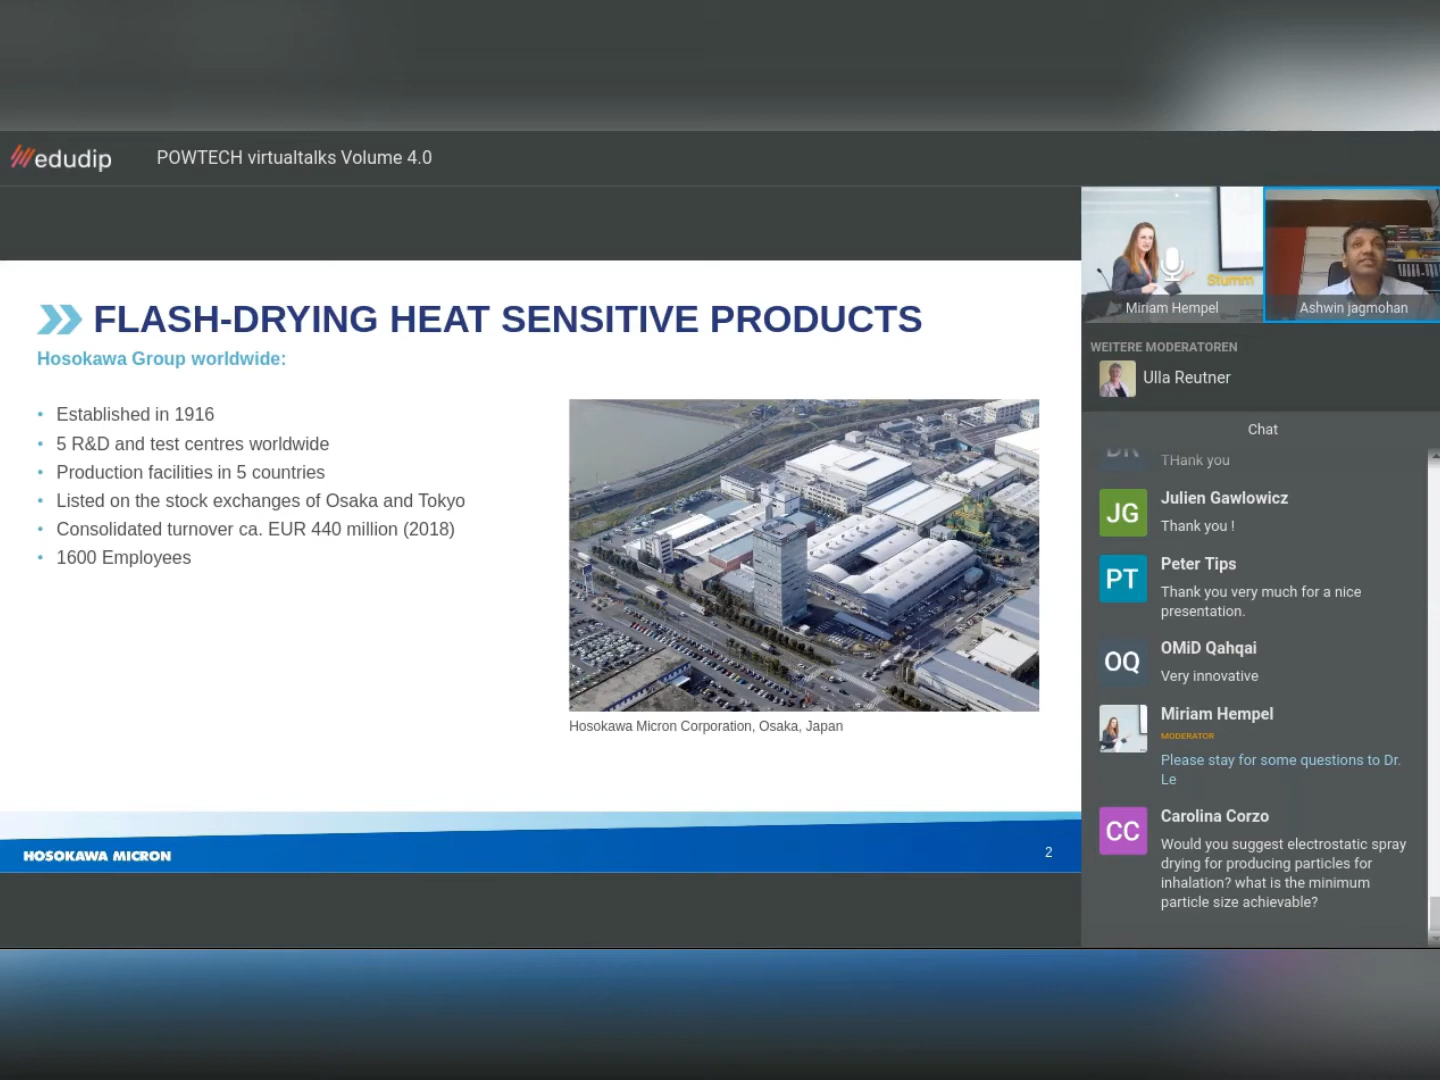 edudip
POWTECH virtualtalks Volume 4.0
FLASH-DRYING HEAT SENSITIVE PRODUCTS
Hosokawa Group worldwide:
• Established in 1916
• 5 R&D and test centres worldwide
• Production facilities in 5 countries
• Listed on the stock exchanges of Osaka and Tokyo
• Consolidated turnover ca. EUR 440 million (2018)
• 1600 Employees
Hosokawa Micron Corporation, Osaka, Japan
HOSOKAWA MICRON
2
Stumm
Miriam Hempel
Ashwin jagmohan
WEITERE MODERATOREN
Ulla Reutner
Chat
DR
THank you
JG
Julien Gawlowicz
Thank you !
PT
Peter Tips
Thank you very much for a nice
presentation.
OQ
OMiD Qahqai
Very innovative
Miriam Hempel
MODERATOR
Please stay for some questions to Dr.
Le
CC
Carolina Corzo
Would you suggest electrostatic spray
drying for producing particles for
inhalation? what is the minimum
particle size achievable?